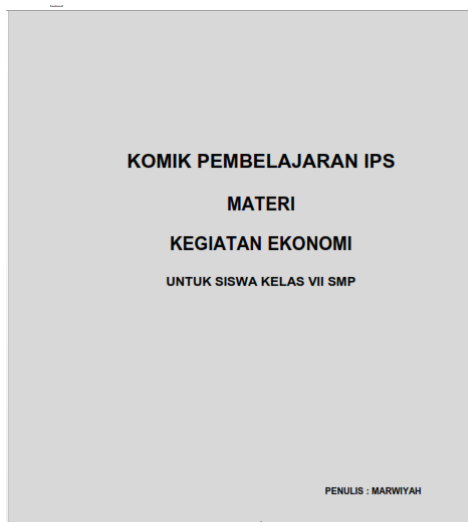 KOMIK PEMBELAJARAN IPS
MATERI
KEGIATAN EKONOMI
UNTUK SISWA KELAS VII SMP
PENULIS : MARWIYAH